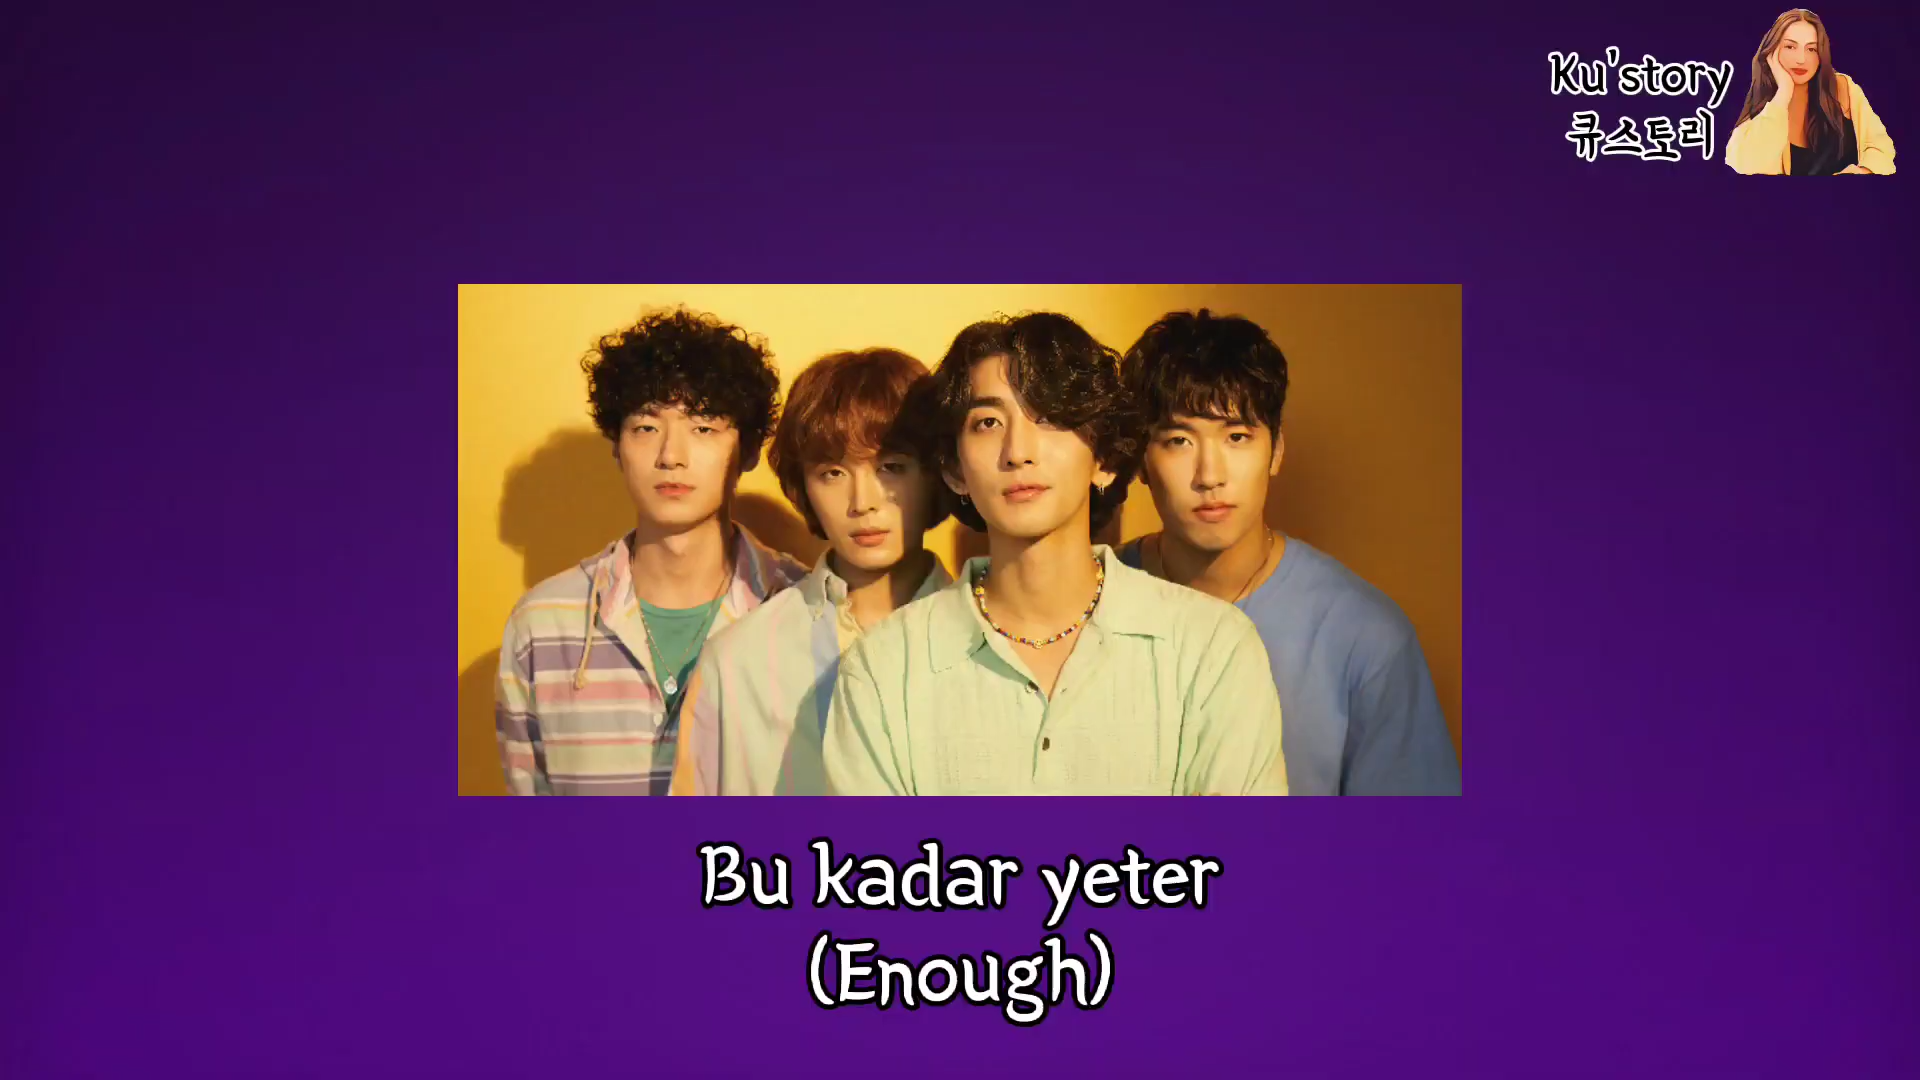 Ku'story
큐스토리
Bu kadar yeter
(Enough)